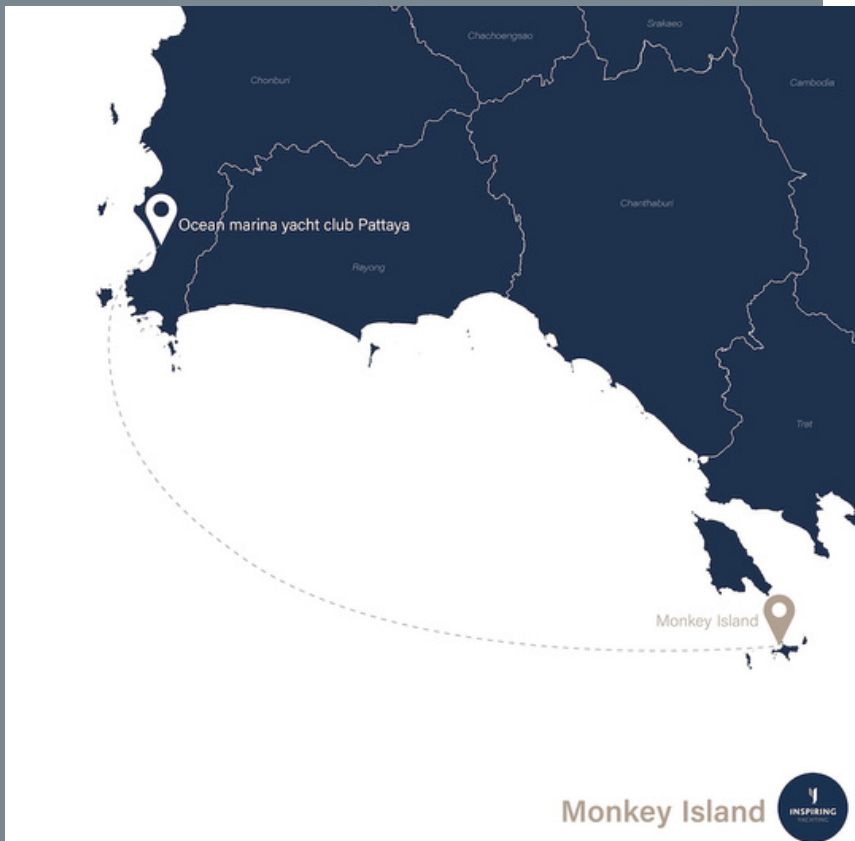 Srakaeo
Chachoengsao
Chonburi
Cambodia
Chanthaburi
Ocean marina yacht club Pattaya
Rayong
Trat
Monkey Island
Monkey Island
INSPIRING
YACHTING